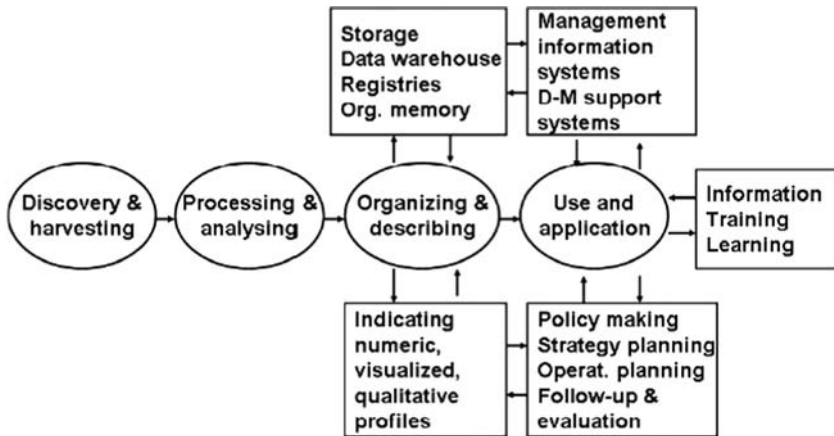 Storage
Data warehouse
Registries
Org. memory
Management
information
systems
D-M support
systems
Discovery &
harvesting
Processing &
analysing
Organizing &
describing
Use and
application
Information
Training
Learning
Indicating
numeric,
visualized,
qualitative
profiles
Policy making
Strategy planning
Operat. planning
Follow-up &
evaluation